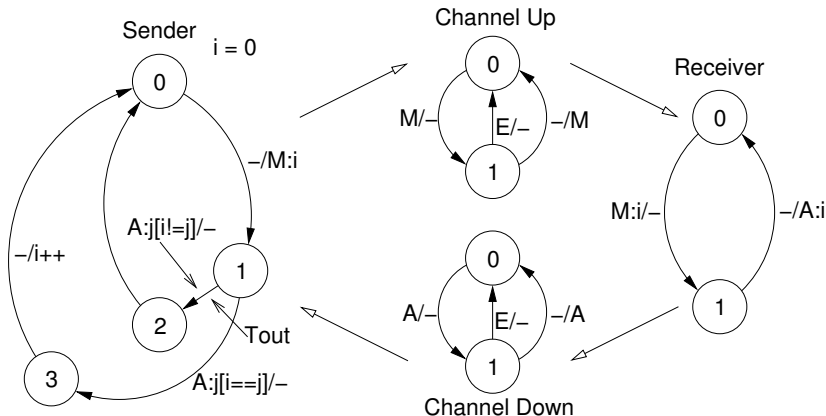 Sender
i = 0
0
-/M:i
A:j[i!=j]/-
-/i++
1
2
Tout
3
A:j[i==j]/-
Channel Up
0
M/-
E/-
-/M
1
0
A/-
E/-
-/A
1
Channel Down
Receiver
0
M:i/-
-/A:i
1